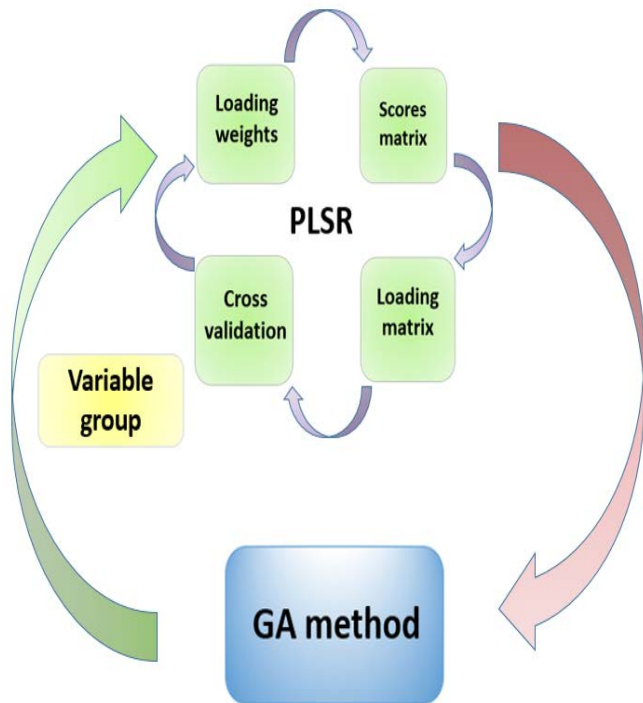 Loading
weights
Scores
matrix
PLSR
Cross
validation
Loading
matrix
Variable
group
GA method